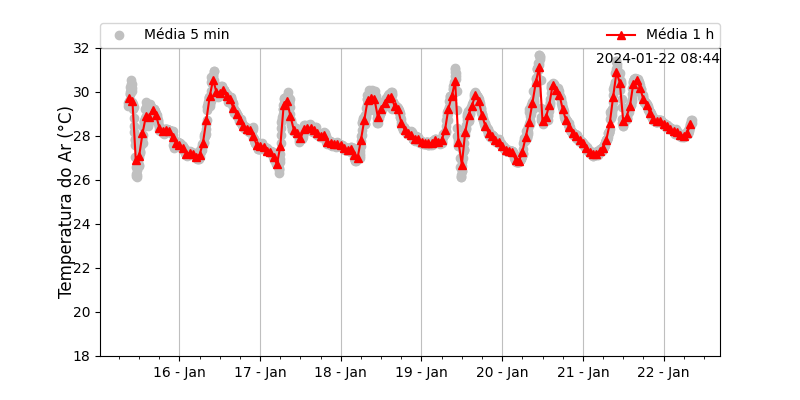 Média 5 min
Média 1 h
2024-01-22 08:44
Temperatura do Ar (°C)
32
30
28
26
24
22
20
18
16 - Jan
17 - Jan
18 - Jan
19 - Jan
20 - Jan
21 - Jan
22 - Jan